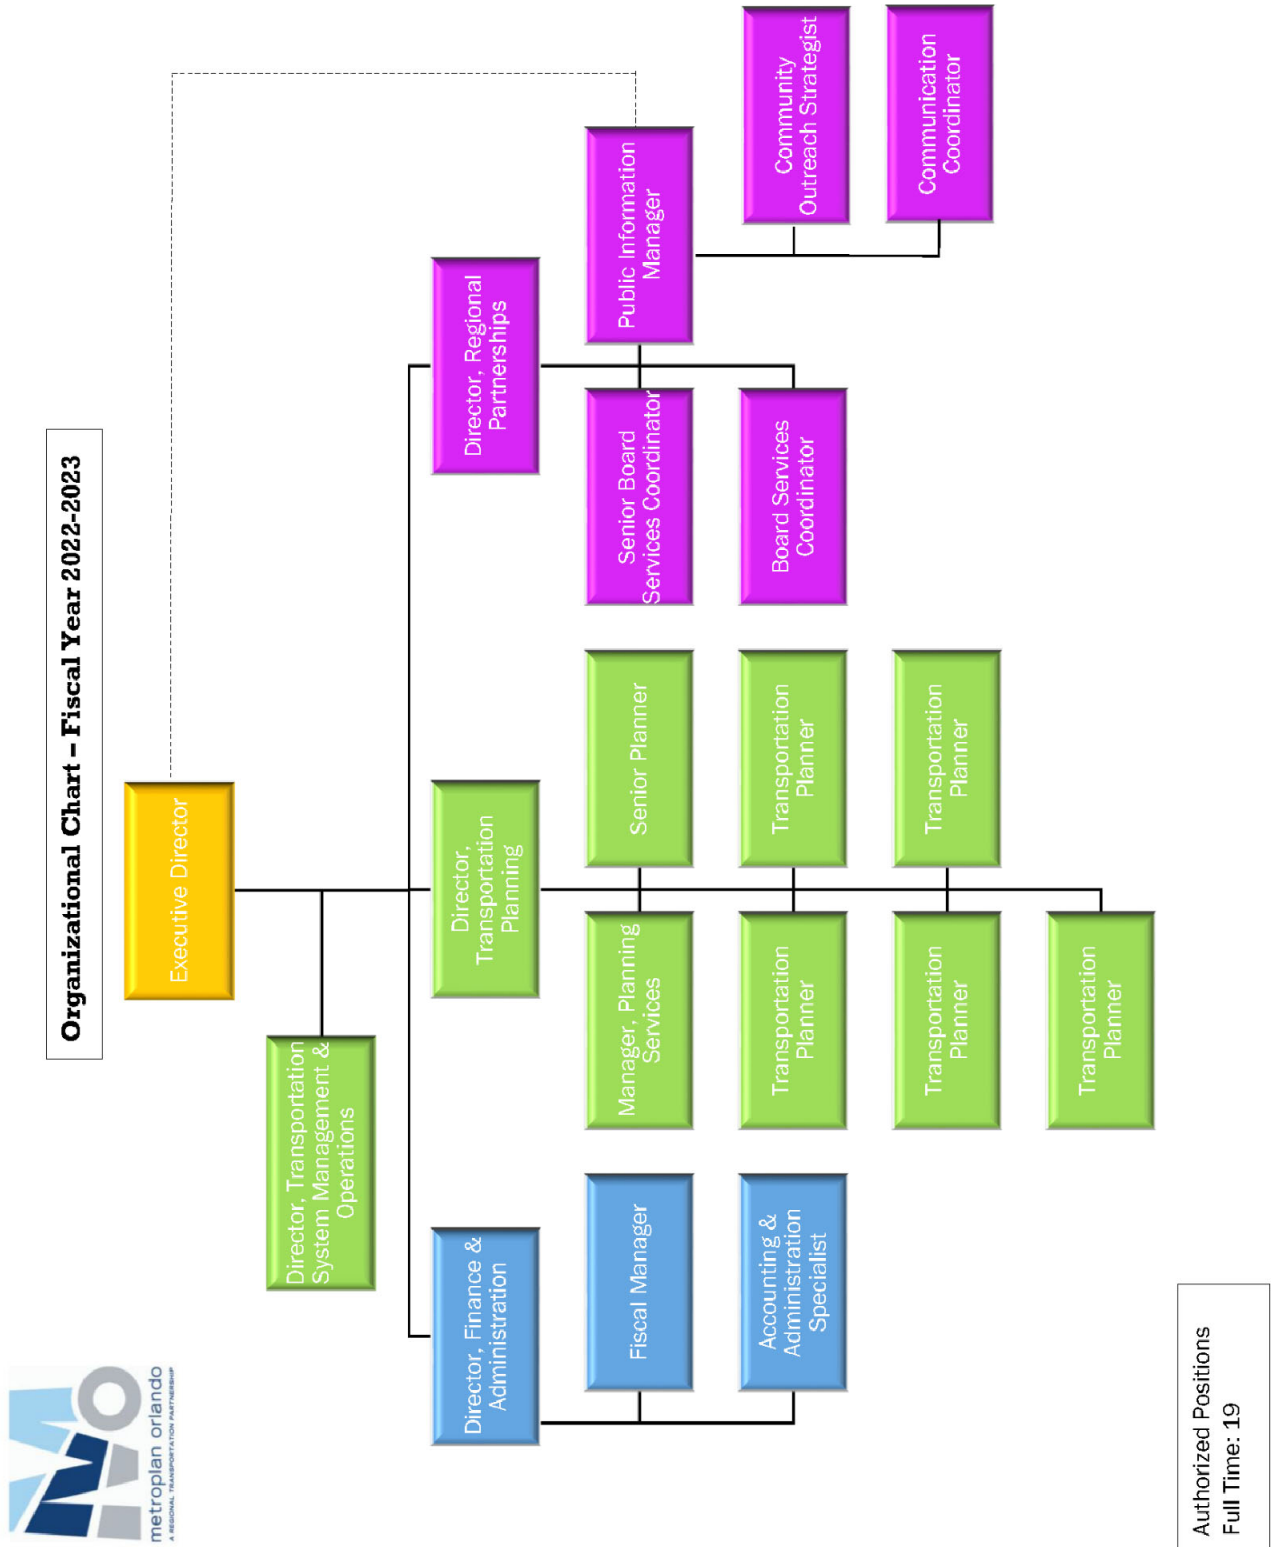 metroplan orlando
A REGIONAL TRANSPORTATION PARTNERSHIP
Organizational Chart – Fiscal Year 2022-2023
Executive Director
Director, Transportation
System Management &
Operations
Director, Finance &
Administration
Director,
Transportation
Planning
Director, Regional
Partnerships
Fiscal Manager
Manager, Planning
Services
Senior Planner
Senior Board
Services Coordinator
Public Information
Manager
Accounting &
Administration
Specialist
Transportation
Planner
Transportation
Planner
Board Services
Coordinator
Community
Outreach Strategist
Transportation
Planner
Transportation
Planner
Communication
Coordinator
Transportation
Planner
Authorized Positions
Full Time: 19